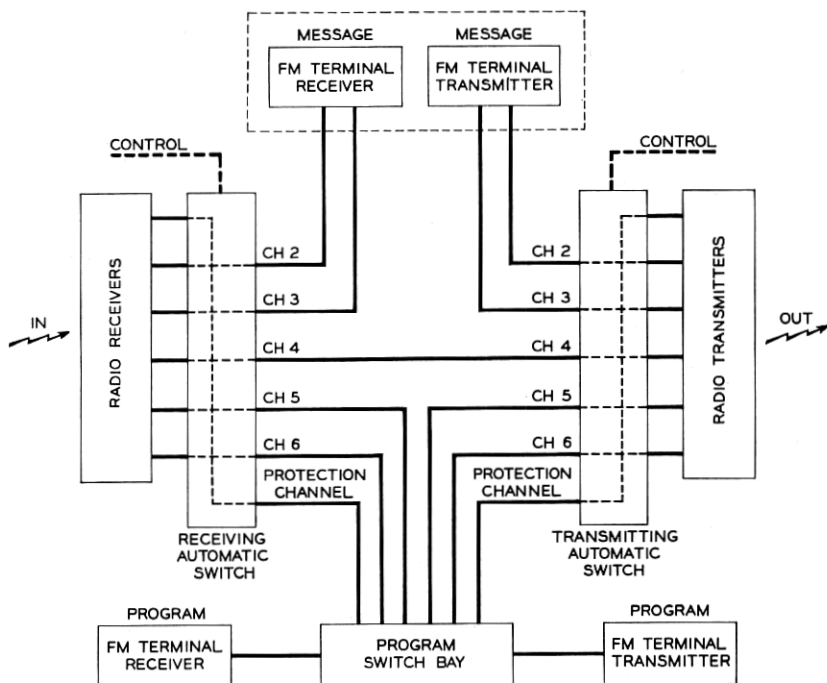 MESSAGE
FM TERMINAL
RECEIVER
MESSAGE
FM TERMINAL
TRANSMITTER
CONTROL
CONTROL
RADIO RECEIVERS
IN
CH 2
CH 3
CH 4
CH 5
CH 6
PROTECTION
CHANNEL
CH 2
CH 3
CH 4
CH 5
CH 6
PROTECTION
CHANNEL
RADIO TRANSMITTERS
OUT
RECEIVING
AUTOMATIC
SWITCH
TRANSMITTING
AUTOMATIC
SWITCH
PROGRAM
FM TERMINAL
RECEIVER
PROGRAM
SWITCH BAY
PROGRAM
FM TERMINAL
TRANSMITTER